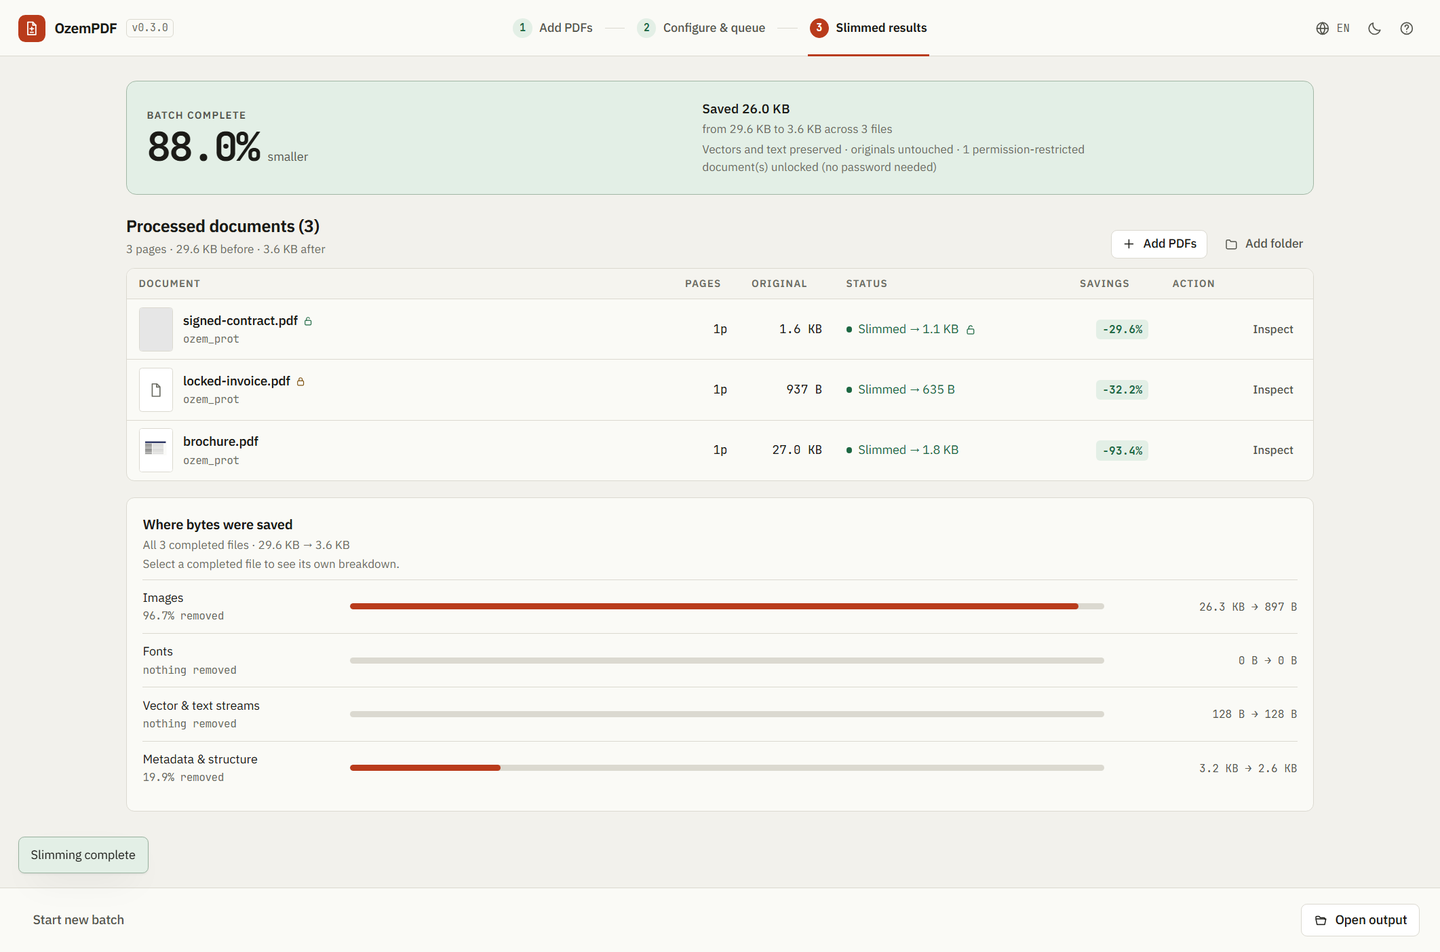 OzemPDF v0.3.0
1 Add PDFs
2 Configure & queue
3 Slimmed results
EN
BATCH COMPLETE
88.0% smaller
Saved 26.0 KB
from 29.6 KB to 3.6 KB across 3 files
Vectors and text preserved · originals untouched · 1 permission-restricted
document(s) unlocked (no password needed)
Processed documents (3)
3 pages · 29.6 KB before · 3.6 KB after
Add PDFs
Add folder
DOCUMENT PAGES ORIGINAL STATUS SAVINGS ACTION
signed-contract.pdf
ozem_prot
1p 1.6 KB Slimmed → 1.1 KB -29.6% Inspect
locked-invoice.pdf
ozem_prot
1p 937 B Slimmed → 635 B -32.2% Inspect
brochure.pdf
ozem_prot
1p 27.0 KB Slimmed → 1.8 KB -93.4% Inspect
Where bytes were saved
All 3 completed files · 29.6 KB → 3.6 KB
Select a completed file to see its own breakdown.
Images
96.7% removed
26.3 KB → 897 B
Fonts
nothing removed
0 B → 0 B
Vector & text streams
nothing removed
128 B → 128 B
Metadata & structure
19.9% removed
3.2 KB → 2.6 KB
Slimming complete
Start new batch
Open output